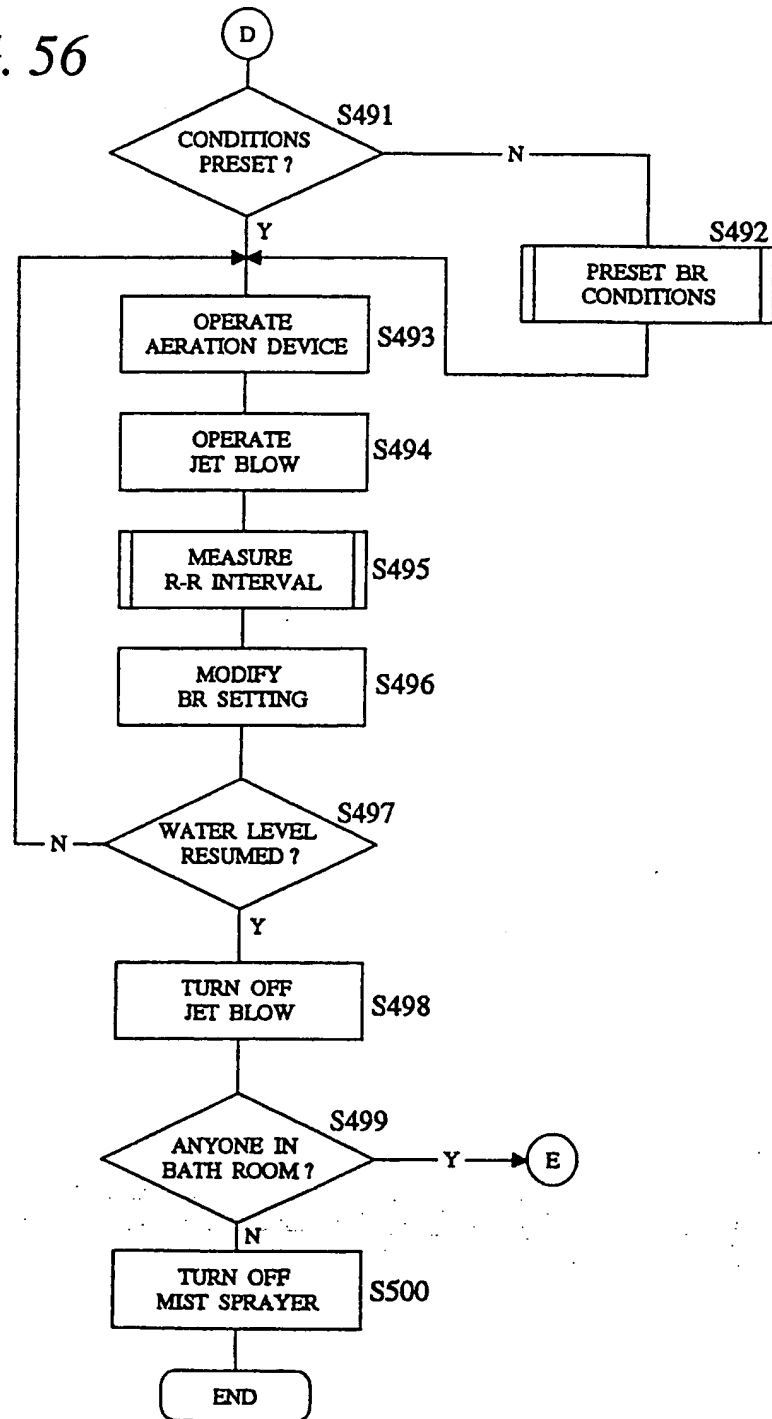 . 56
D
S491
CONDITIONS
PRESET ?
N
Y
S492
PRESET BR
CONDITIONS
OPERATE
AERATION DEVICE
S493
OPERATE
JET BLOW
S494
MEASURE
R-R INTERVAL
S495
MODIFY
BR SETTING
S496
S497
WATER LEVEL
RESUMED ?
N
Y
TURN OFF
JET BLOW
S498
S499
ANYONE IN
BATH ROOM ?
Y
E
N
TURN OFF
MIST SPRAYER
S500
END